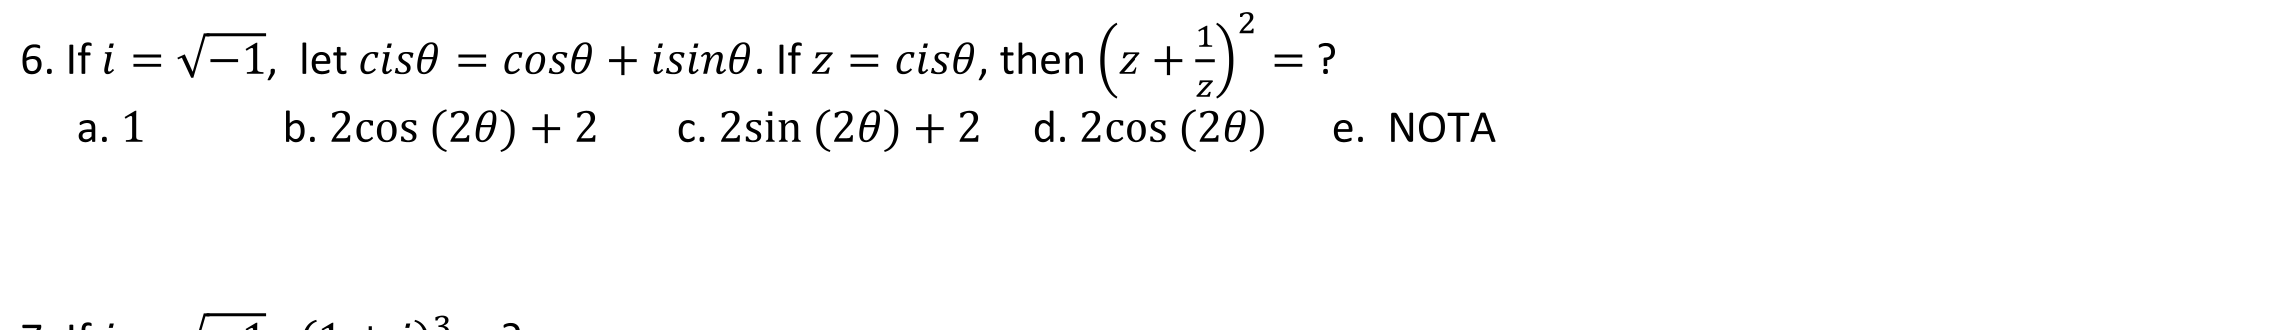 6. If i = √−1, let cisθ = cosθ + isinθ. If z = cisθ, then (z + 1/z)² = ?
a. 1 b. 2cos (2θ) + 2 c. 2sin (2θ) + 2 d. 2cos (2θ) e. NOTA